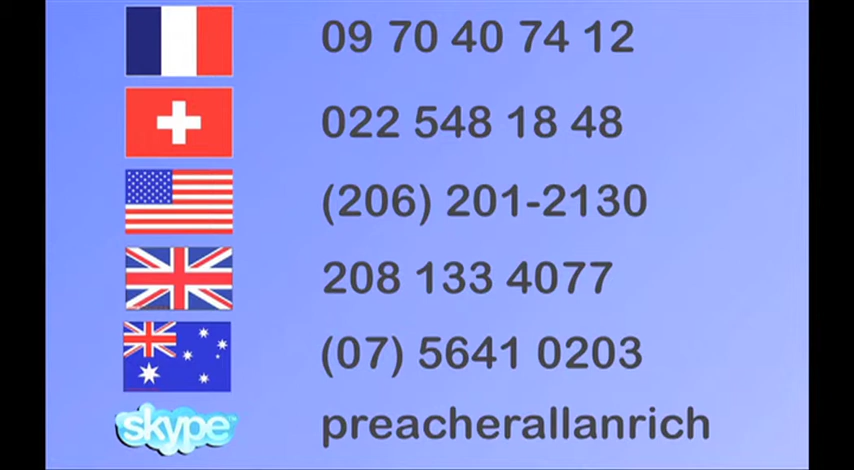 09 70 40 74 12
022 548 18 48
(206) 201-2130
208 133 4077
(07) 5641 0203
skype™ preacherallanrich